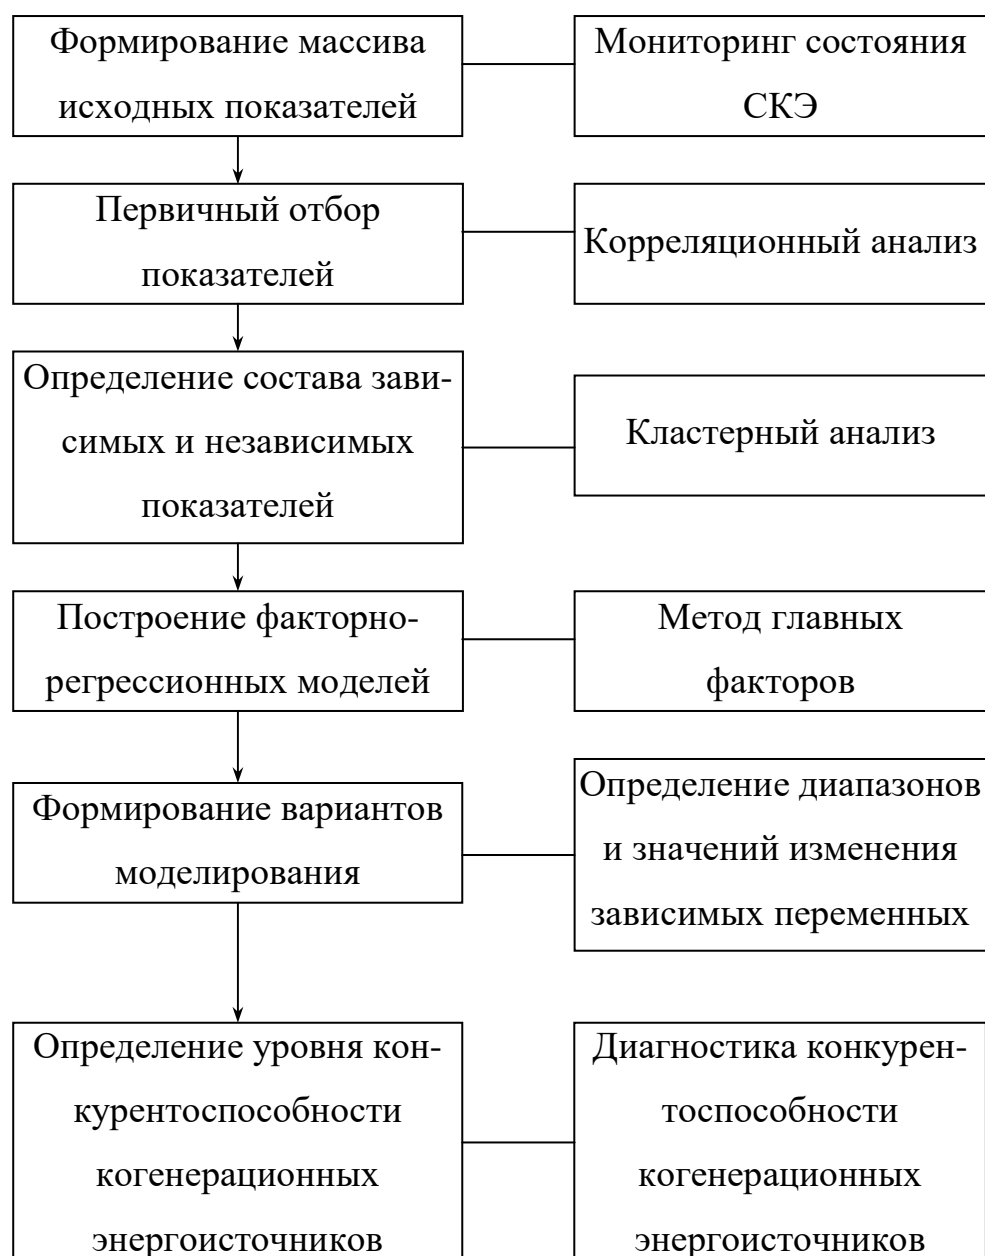 Формирование массива
исходных показателей
Мониторинг состояния
СКЭ
Первичный отбор
показателей
Корреляционный анализ
Определение состава зави-
симых и независимых
показателей
Кластерный анализ
Построение факторно-
регрессионных моделей
Метод главных
факторов
Формирование вариантов
моделирования
Определение диапазонов
и значений изменения
зависимых переменных
Определение уровня кон-
курентоспособности
когенерационных
энергоисточников
Диагностика конкурен-
тоспособности
когенерационных
энергоисточников